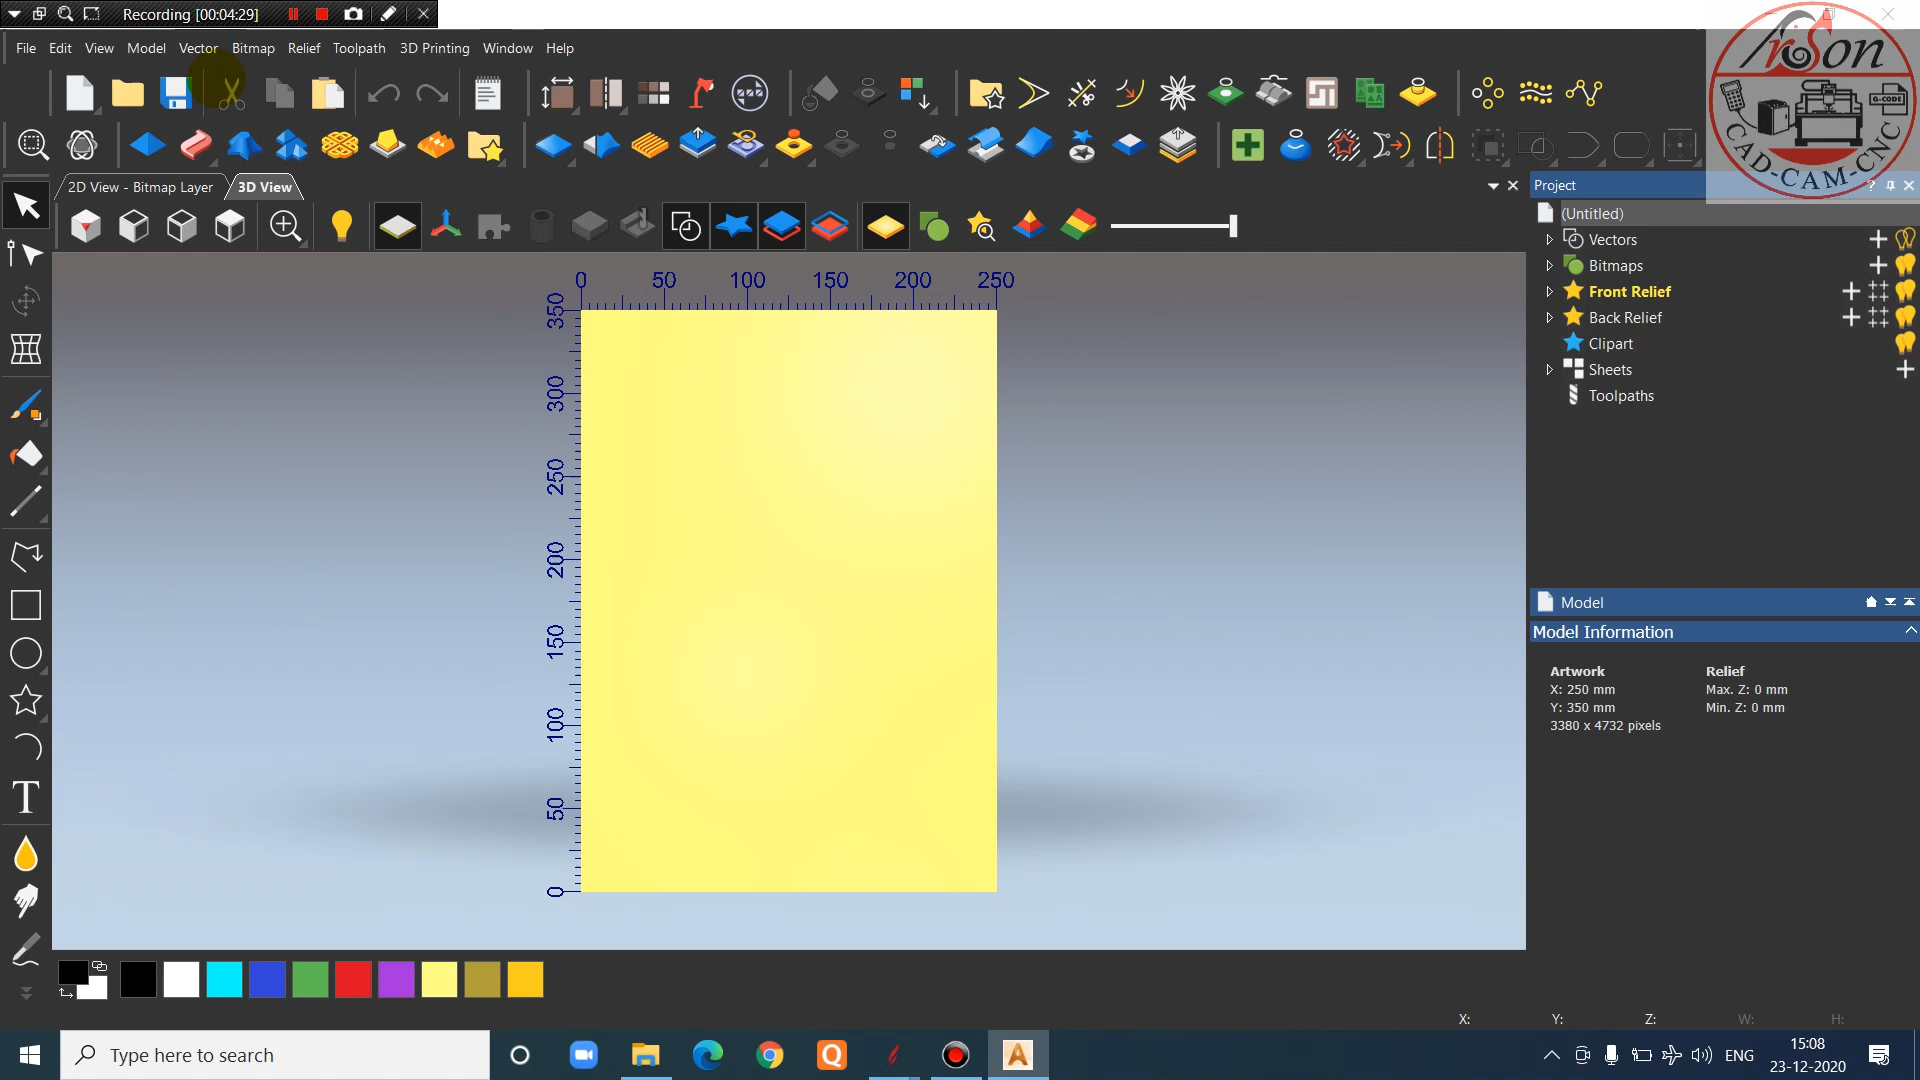 Recording [00:04:29]
File Edit View Model Vector Bitmap Relief Toolpath 3D Printing Window Help
ArSon
G-CODE
CAD-CAM-CNC
2D View - Bitmap Layer
3D View
Project
(Untitled)
Vectors
Bitmaps
Front Relief
Back Relief
Clipart
Sheets
Toolpaths
0 50 100 150 200 250
350
300
250
200
150
100
50
0
Model
Model Information
Artwork Relief
X: 250 mm Max. Z: 0 mm
Y: 350 mm Min. Z: 0 mm
3380 x 4732 pixels
T
X: Y: Z: W: H:
Type here to search
Q
A
ENG
15:08
23-12-2020